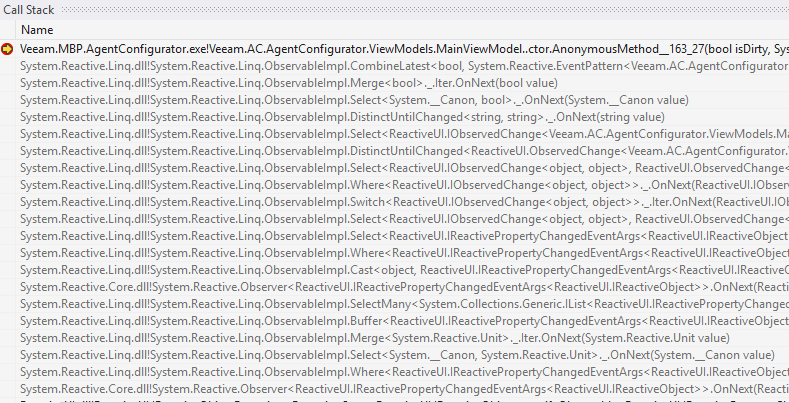 Call Stack
Name
Veeam.MBP.AgentConfigurator.exe!Veeam.AC.AgentConfigurator.ViewModels.MainViewModel..ctor.AnonymousMethod__163_27(bool isDirty, Sys
System.Reactive.Linq.dll!System.Reactive.Linq.ObservableImpl.CombineLatest<bool, System.Reactive.EventPattern<Veeam.AC.AgentConfigurator
System.Reactive.Linq.dll!System.Reactive.Linq.ObservableImpl.Merge<bool>._.Iter.OnNext(bool value)
System.Reactive.Linq.dll!System.Reactive.Linq.ObservableImpl.Select<System.__Canon, bool>._.OnNext(System.__Canon value)
System.Reactive.Linq.dll!System.Reactive.Linq.ObservableImpl.DistinctUntilChanged<string, string>._.OnNext(string value)
System.Reactive.Linq.dll!System.Reactive.Linq.ObservableImpl.Select<ReactiveUI.IObservedChange<Veeam.AC.AgentConfigurator.ViewModels.Ma
System.Reactive.Linq.dll!System.Reactive.Linq.ObservableImpl.DistinctUntilChanged<ReactiveUI.ObservedChange<Veeam.AC.AgentConfigurator
System.Reactive.Linq.dll!System.Reactive.Linq.ObservableImpl.Select<ReactiveUI.IObservedChange<object, object>, ReactiveUI.ObservedChange<
System.Reactive.Linq.dll!System.Reactive.Linq.ObservableImpl.Where<ReactiveUI.IObservedChange<object, object>>._.OnNext(ReactiveUI.IObser
System.Reactive.Linq.dll!System.Reactive.Linq.ObservableImpl.Switch<ReactiveUI.IObservedChange<object, object>>._.Iter.OnNext(ReactiveUI.IO
System.Reactive.Linq.dll!System.Reactive.Linq.ObservableImpl.Select<ReactiveUI.IObservedChange<object, object>, ReactiveUI.ObservedChange<
System.Reactive.Linq.dll!System.Reactive.Linq.ObservableImpl.Select<ReactiveUI.IReactivePropertyChangedEventArgs<ReactiveUI.IReactiveObject
System.Reactive.Linq.dll!System.Reactive.Linq.ObservableImpl.Where<ReactiveUI.IReactivePropertyChangedEventArgs<ReactiveUI.IReactiveObject
System.Reactive.Linq.dll!System.Reactive.Linq.ObservableImpl.Cast<object, ReactiveUI.IReactivePropertyChangedEventArgs<ReactiveUI.IReactive
System.Reactive.Core.dll!System.Reactive.Observer<ReactiveUI.IReactivePropertyChangedEventArgs<ReactiveUI.IReactiveObject>>.OnNext(Reacti
System.Reactive.Linq.dll!System.Reactive.Linq.ObservableImpl.SelectMany<System.Collections.Generic.IList<ReactiveUI.IReactivePropertyChanged
System.Reactive.Linq.dll!System.Reactive.Linq.ObservableImpl.Buffer<ReactiveUI.IReactivePropertyChangedEventArgs<ReactiveUI.IReactiveObject
System.Reactive.Linq.dll!System.Reactive.Linq.ObservableImpl.Merge<System.Reactive.Unit>._.Iter.OnNext(System.Reactive.Unit value)
System.Reactive.Linq.dll!System.Reactive.Linq.ObservableImpl.Select<System.__Canon, System.Reactive.Unit>._.OnNext(System.__Canon value)
System.Reactive.Linq.dll!System.Reactive.Linq.ObservableImpl.Where<ReactiveUI.IReactivePropertyChangedEventArgs<ReactiveUI.IReactiveObject
System.Reactive.Core.dll!System.Reactive.Observer<ReactiveUI.IReactivePropertyChangedEventArgs<ReactiveUI.IReactiveObject>>.OnNext(Reacti